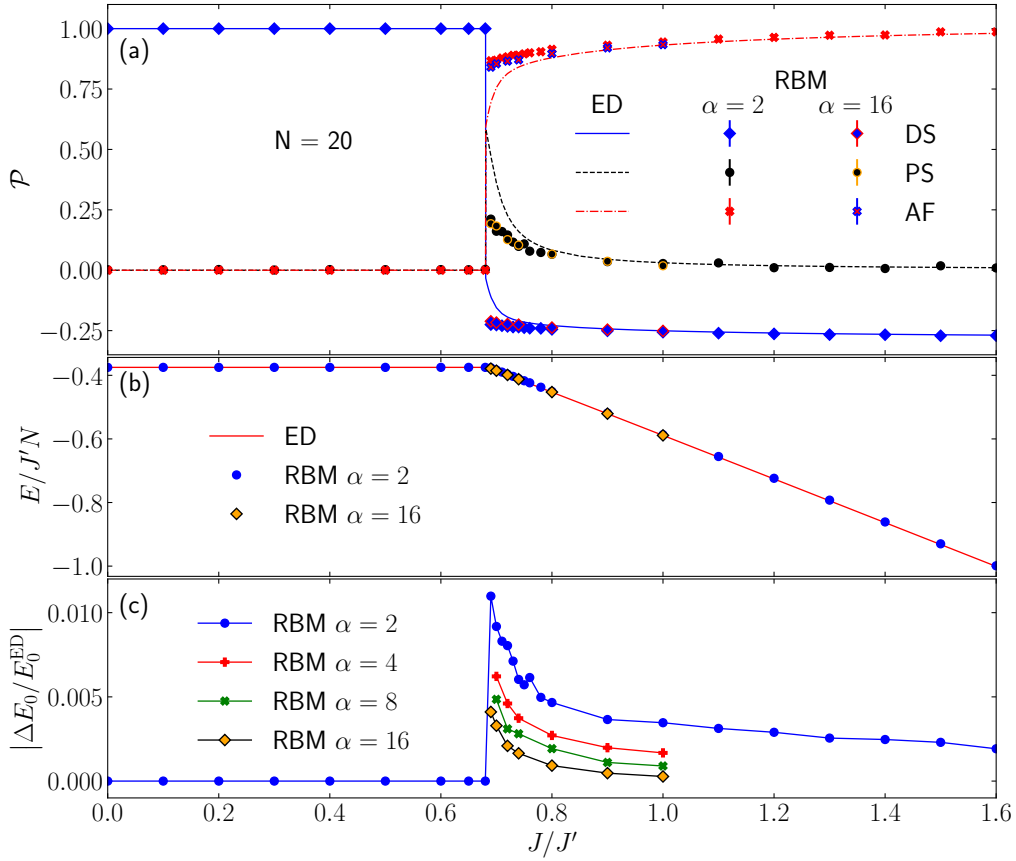 (a)
1.00
0.75
0.50
0.25
0.00
−0.25
𝒫
N = 20
RBM
ED α = 2 α = 16
DS
PS
AF
(b)
−0.4
−0.6
−0.8
−1.0
E/J′N
ED
RBM α = 2
RBM α = 16
(c)
0.010
0.005
0.000
|ΔE₀/E₀ᴱᴰ|
RBM α = 2
RBM α = 4
RBM α = 8
RBM α = 16
0.0 0.2 0.4 0.6 0.8 1.0 1.2 1.4 1.6
J/J′